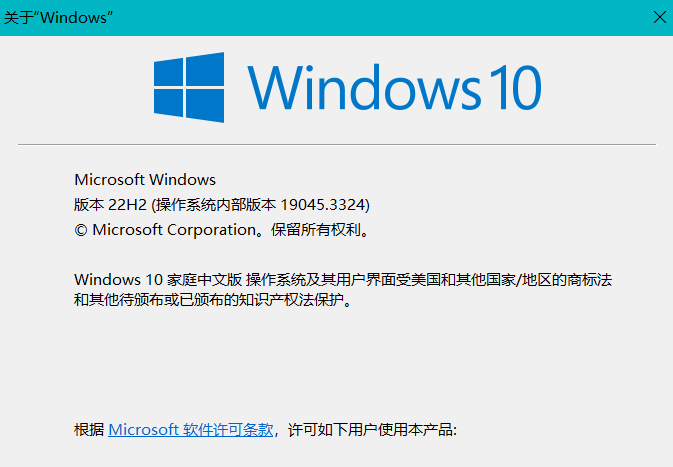 关于“Windows”
Windows 10
Microsoft Windows
版本 22H2 (操作系统内部版本 19045.3324)
© Microsoft Corporation。保留所有权利。
Windows 10 家庭中文版 操作系统及其用户界面受美国和其他国家/地区的商标法
和其他待颁布或已颁布的知识产权法保护。
根据 Microsoft 软件许可条款，许可如下用户使用本产品: